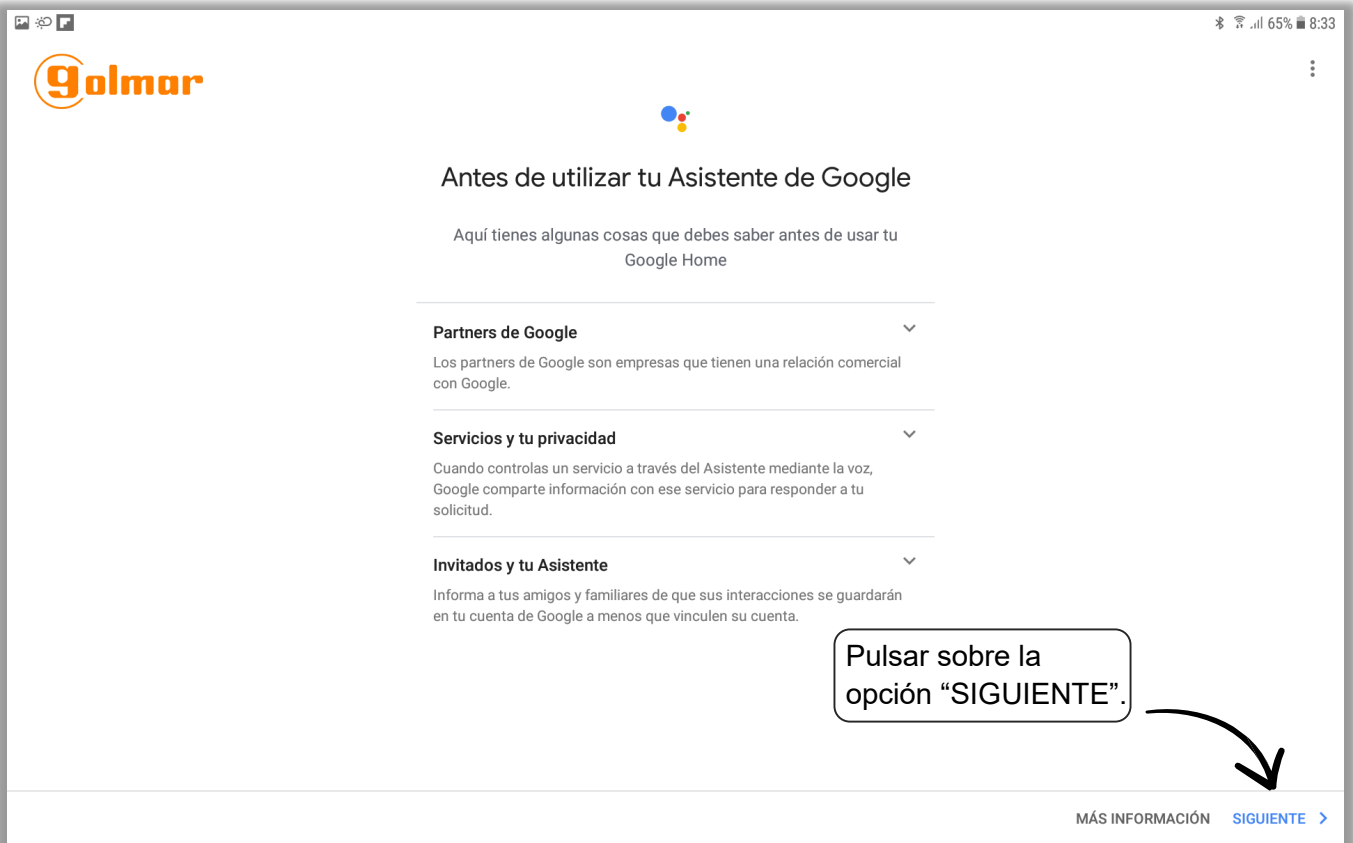 65% 8:33
golmar
Antes de utilizar tu Asistente de Google
Aquí tienes algunas cosas que debes saber antes de usar tu
Google Home
Partners de Google
Los partners de Google son empresas que tienen una relación comercial
con Google.
Servicios y tu privacidad
Cuando controlas un servicio a través del Asistente mediante la voz,
Google comparte información con ese servicio para responder a tu
solicitud.
Invitados y tu Asistente
Informa a tus amigos y familiares de que sus interacciones se guardarán
en tu cuenta de Google a menos que vinculen su cuenta.
Pulsar sobre la
opción “SIGUIENTE”.
MÁS INFORMACIÓN SIGUIENTE